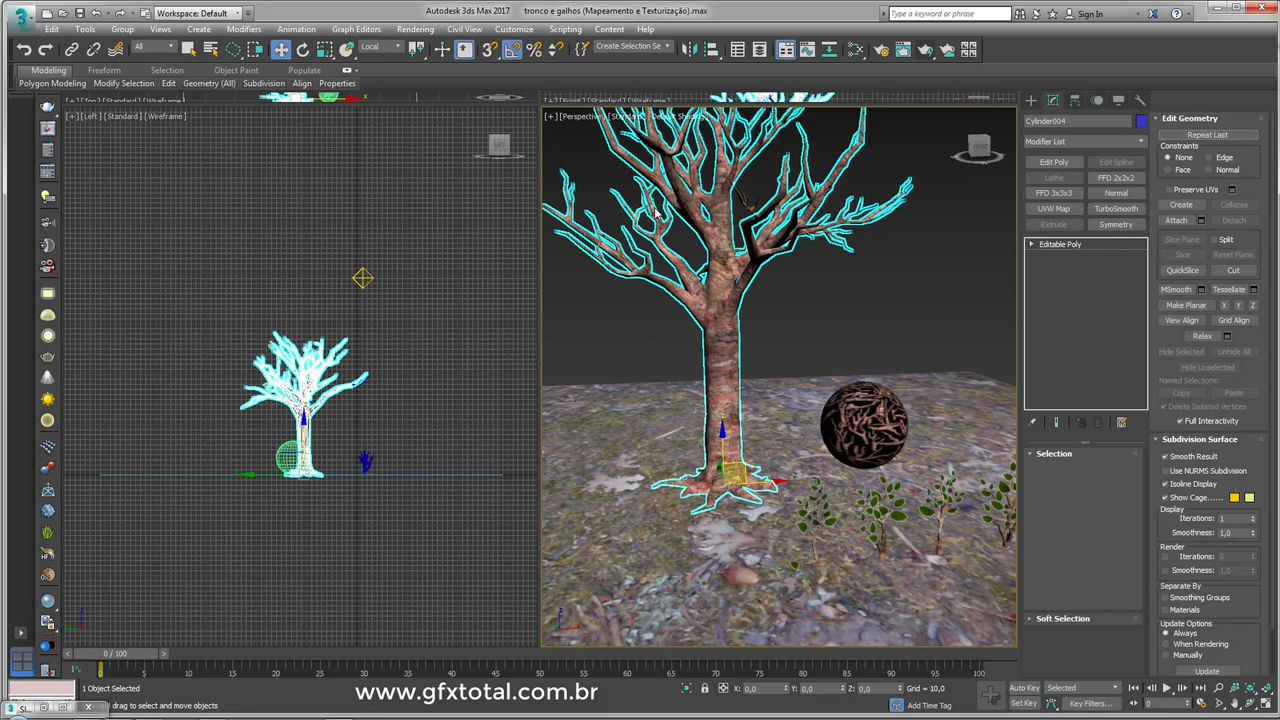 Workspace: Default
Autodesk 3ds Max 2017 tronco e galhos (Mapeamento e Texturização).max
Type a keyword or phrase
Sign In
Edit Tools Group Views Create Modifiers Animation Graph Editors Rendering Civil View Customize Scripting Content Help
All
Local
Create Selection Se
Modeling Freeform Selection Object Paint Populate
Polygon Modeling Modify Selection Edit Geometry (All) Subdivision Align Properties
[+] [Left] [Standard] [Wireframe]
[+] [Perspective] [Standard] [Default Shading]
x
LEFT
FRONT
Cylinder004
Modifier List
Edit Poly Edit Spline
Lathe FFD 2x2x2
FFD 3x3x3 Normal
UVW Map TurboSmooth
Extrude Symmetry
Editable Poly
Selection
Soft Selection
Edit Geometry
Repeat Last
Constraints
None Edge
Face Normal
Preserve UVs
Create Collapse
Attach Detach
Slice Plane Split
Slice Reset Plane
QuickSlice Cut
MSmooth Tessellate
Make Planar X Y Z
View Align Grid Align
Relax
Hide Selected Unhide All
Hide Unselected
Named Selections:
Copy Paste
Delete Isolated Vertices
Full Interactivity
Subdivision Surface
Smooth Result
Use NURMS Subdivision
Isoline Display
Show Cage......
Display
Iterations: 1
Smoothness: 1,0
Render
Iterations: 0
Smoothness: 1,0
Separate By
Smoothing Groups
Materials
Update Options
Always
When Rendering
Manually
Update
0 / 100
0 5 10 15 20 25 30 35 40 45 50 55 60 65 70 75 80 85 90 95 100
1 Object Selected
drag to select and move objects
www.gfxtotal.com.br
X: 0,0 Y: 0,0 Z: 0,0 Grid = 10,0
Add Time Tag
Auto Key Selected
Set Key Key Filters...
0